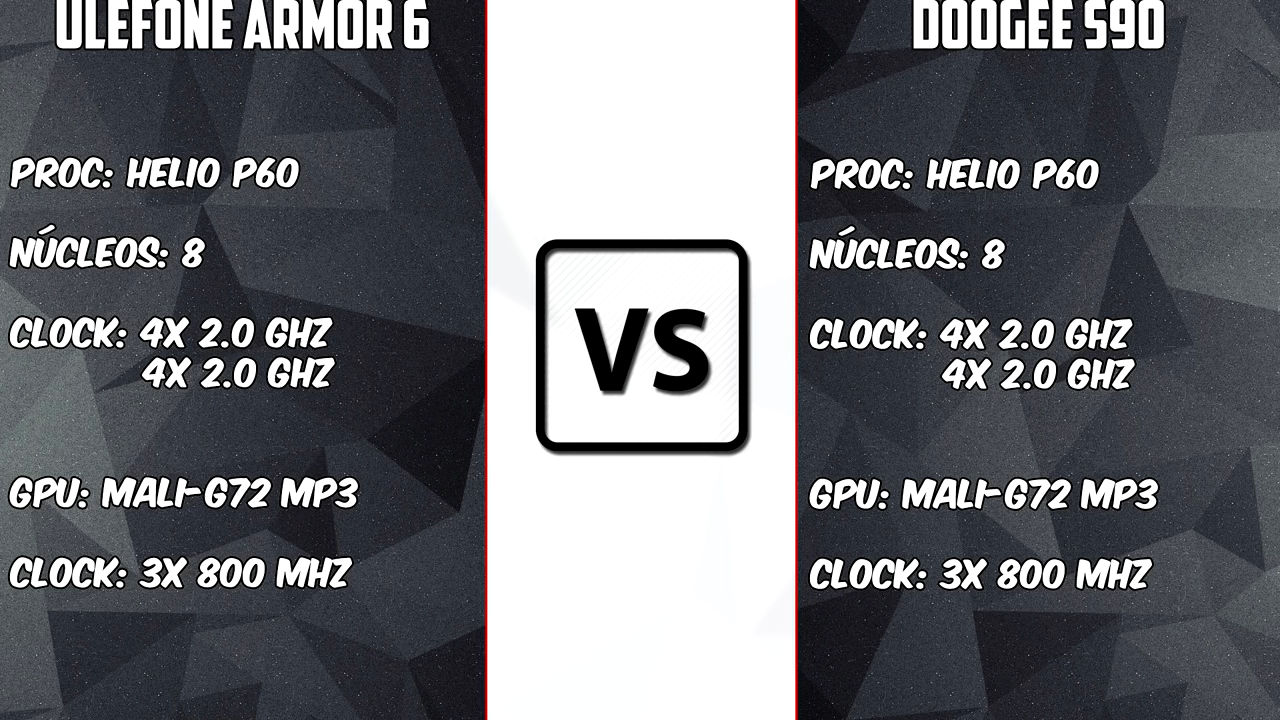 ULEFONE ARMOR 6
PROC: HELIO P60
NÚCLEOS: 8
CLOCK: 4X 2.0 GHZ
4X 2.0 GHZ
GPU: MALI-G72 MP3
CLOCK: 3X 800 MHZ
VS
DOOGEE S90
PROC: HELIO P60
NÚCLEOS: 8
CLOCK: 4X 2.0 GHZ
4X 2.0 GHZ
GPU: MALI-G72 MP3
CLOCK: 3X 800 MHZ